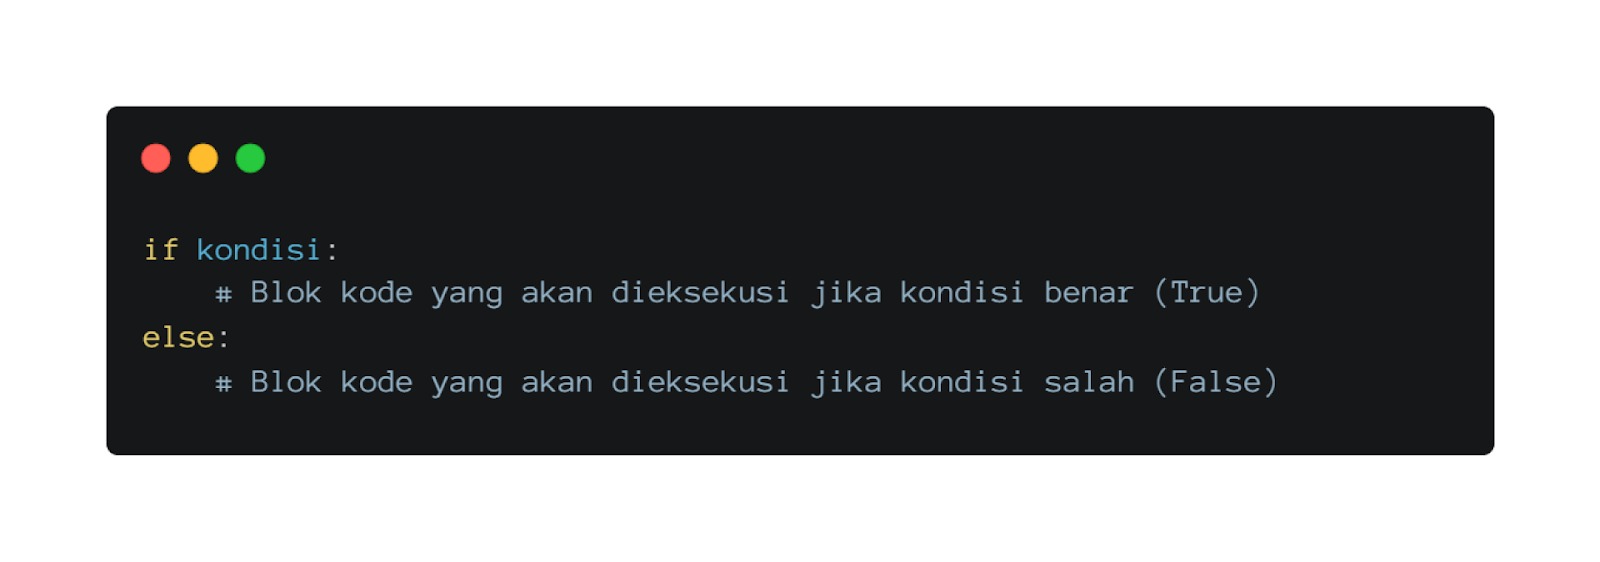 if kondisi:
    # Blok kode yang akan dieksekusi jika kondisi benar (True)
else:
    # Blok kode yang akan dieksekusi jika kondisi salah (False)